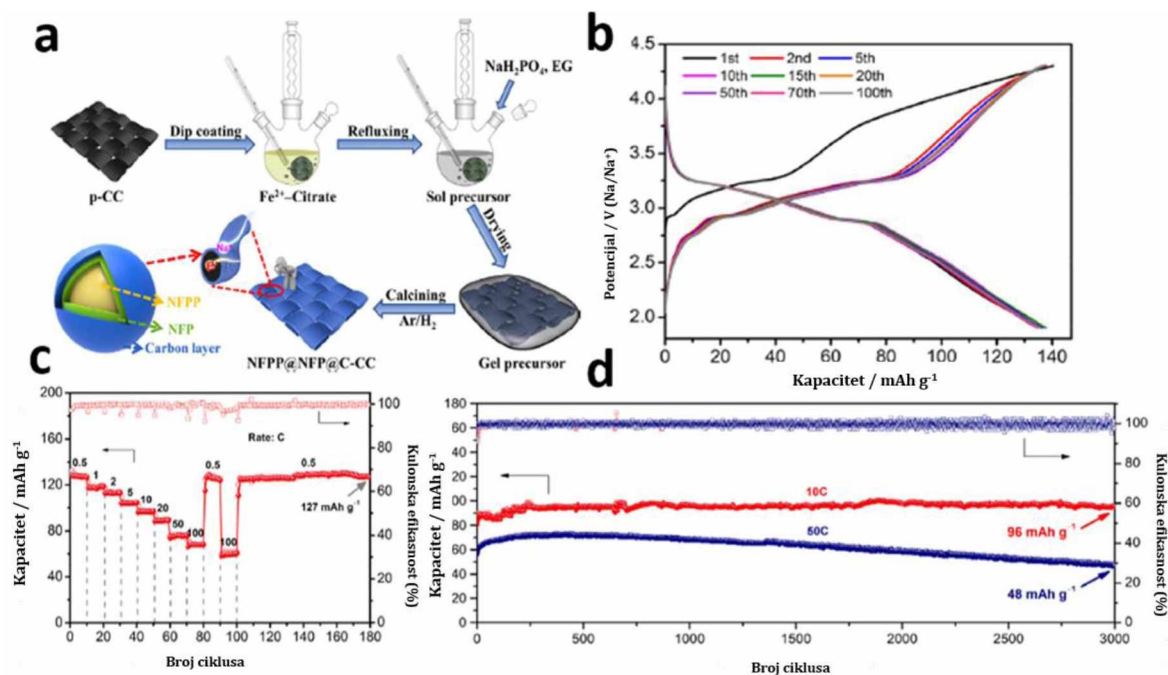 a
NaH₂PO₄, EG
Dip coating
Refluxing
p-CC
Fe²⁺–Citrate
Sol precursor
Drying
Na
NFPP
NFP
Carbon layer
Calcining
Ar/H₂
NFPP@NFP@C-CC
Gel precursor
b
1st 2nd 5th
10th 15th 20th
50th 70th 100th
Potencijal / V (Na/Na⁺)
4.5
4.0
3.5
3.0
2.5
2.0
0 20 40 60 80 100 120 140
Kapacitet / mAh g⁻¹
c
Kapacitet / mAh g⁻¹
200
160
120
80
40
0
Rate: C
0.5
1
2
5
10
20
50
100
0.5
100
0.5
127 mAh g⁻¹
100
80
60
40
20
0
Kulonska efikasnost (%)
0 20 40 60 80 100 120 140 160 180
Broj ciklusa
d
Kapacitet / mAh g⁻¹
180
60
40
20
00
80
60
40
20
0
10C
96 mAh g⁻¹
50C
48 mAh g⁻¹
100
80
60
40
20
0
Kulonska efikasnost (%)
0 500 1000 1500 2000 2500 3000
Broj ciklusa